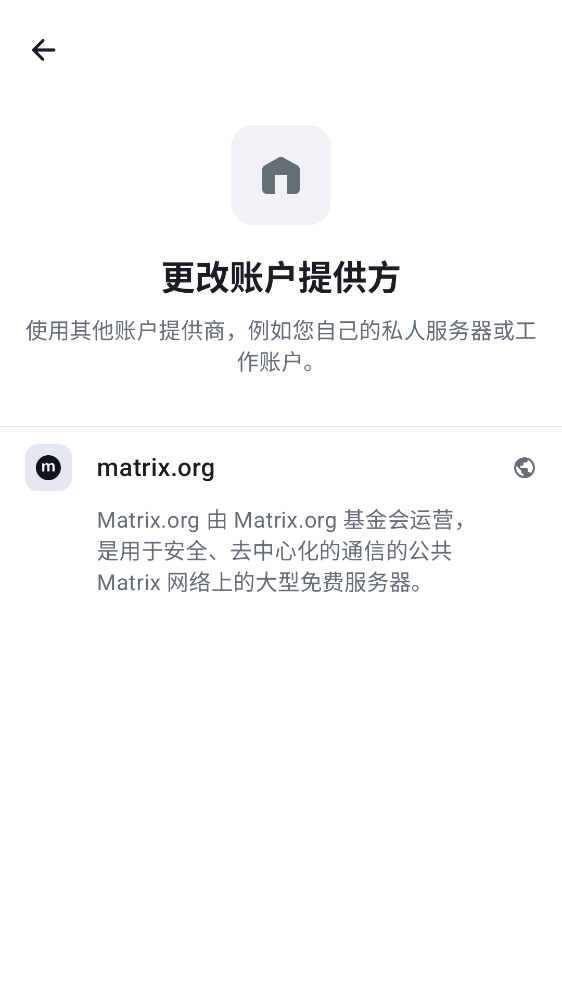 更改账户提供方
使用其他账户提供商，例如您自己的私人服务器或工
作账户。
m
matrix.org
Matrix.org 由 Matrix.org 基金会运营，
是用于安全、去中心化的通信的公共
Matrix 网络上的大型免费服务器。